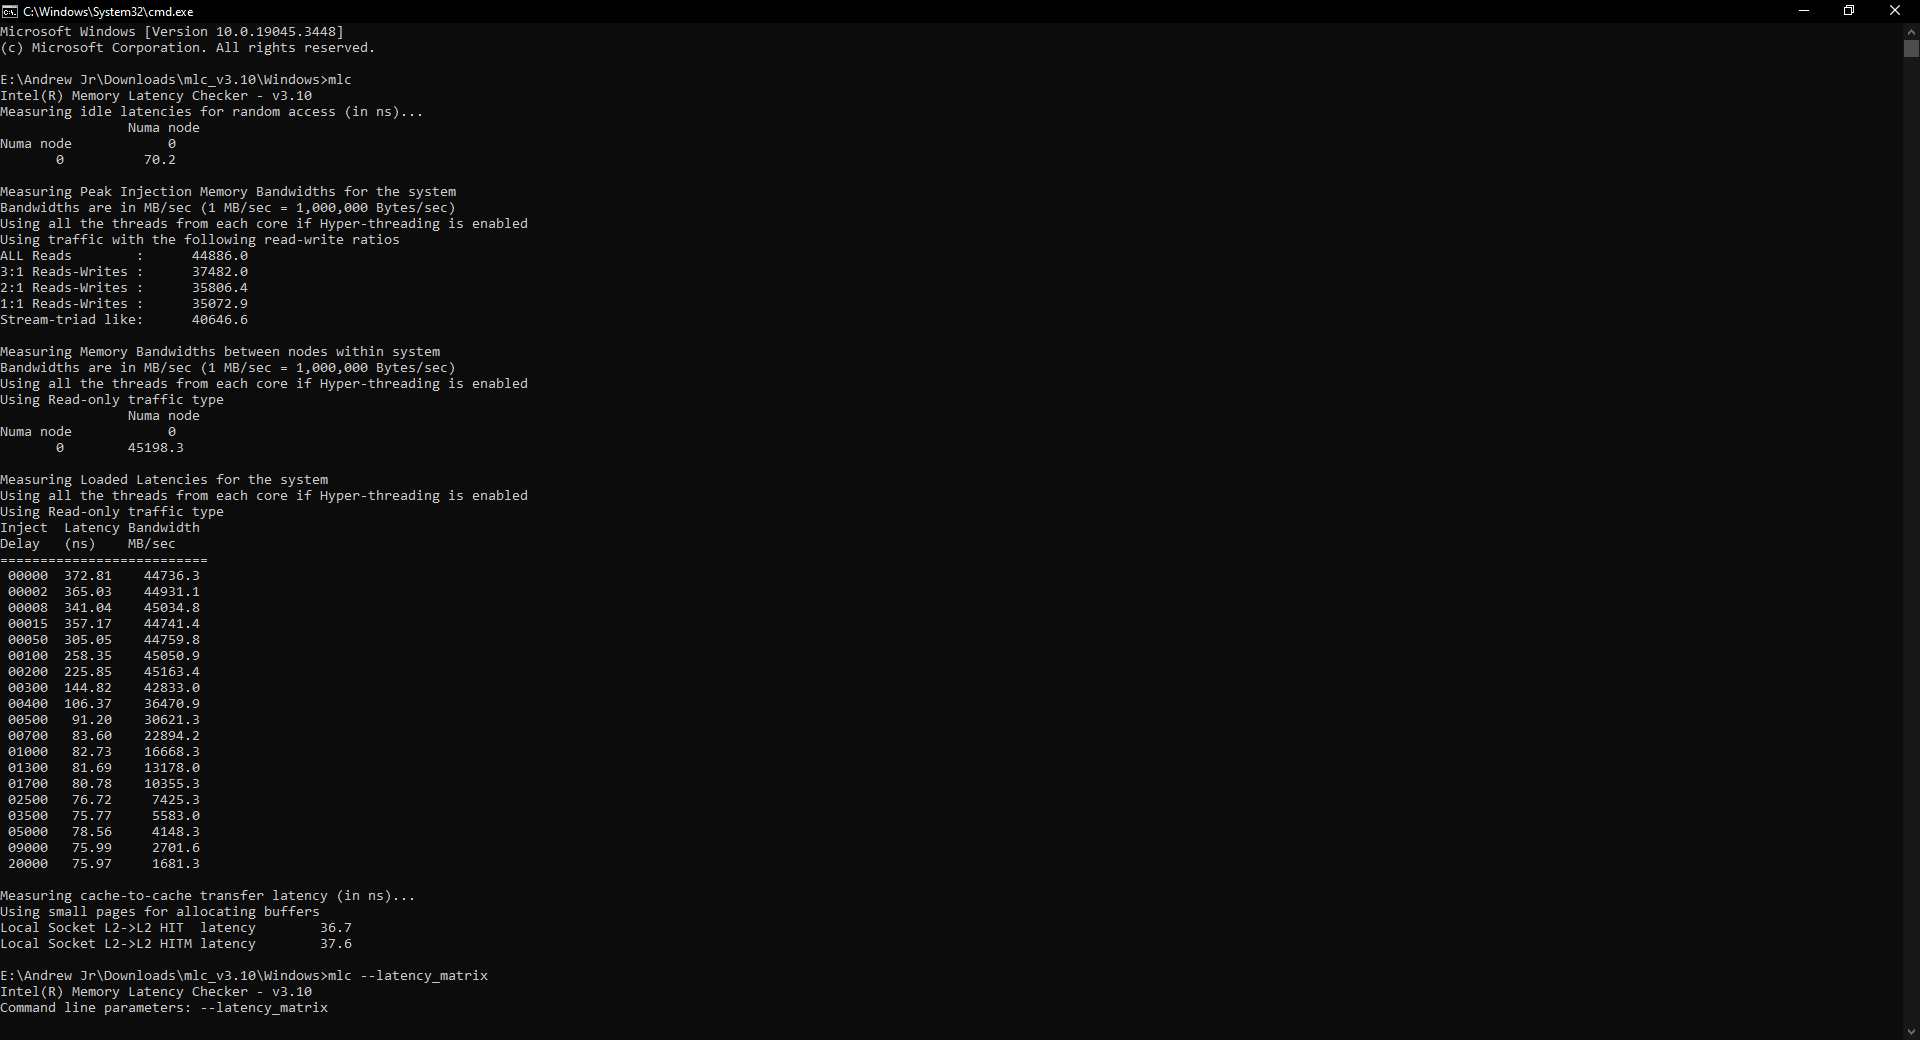 C:\Windows\System32\cmd.exe
Microsoft Windows [Version 10.0.19045.3448]
(c) Microsoft Corporation. All rights reserved.
E:\Andrew Jr\Downloads\mlc_v3.10\Windows>mlc
Intel(R) Memory Latency Checker - v3.10
Measuring idle latencies for random access (in ns)...
                Numa node
Numa node            0
       0          70.2
Measuring Peak Injection Memory Bandwidths for the system
Bandwidths are in MB/sec (1 MB/sec = 1,000,000 Bytes/sec)
Using all the threads from each core if Hyper-threading is enabled
Using traffic with the following read-write ratios
ALL Reads        :      44886.0
3:1 Reads-Writes :      37482.0
2:1 Reads-Writes :      35806.4
1:1 Reads-Writes :      35072.9
Stream-triad like:      40646.6
Measuring Memory Bandwidths between nodes within system
Bandwidths are in MB/sec (1 MB/sec = 1,000,000 Bytes/sec)
Using all the threads from each core if Hyper-threading is enabled
Using Read-only traffic type
                Numa node
Numa node            0
       0        45198.3
Measuring Loaded Latencies for the system
Using all the threads from each core if Hyper-threading is enabled
Using Read-only traffic type
Inject  Latency Bandwidth
Delay   (ns)    MB/sec
==========================
 00000  372.81    44736.3
 00002  365.03    44931.1
 00008  341.04    45034.8
 00015  357.17    44741.4
 00050  305.05    44759.8
 00100  258.35    45050.9
 00200  225.85    45163.4
 00300  144.82    42833.0
 00400  106.37    36470.9
 00500   91.20    30621.3
 00700   83.60    22894.2
 01000   82.73    16668.3
 01300   81.69    13178.0
 01700   80.78    10355.3
 02500   76.72     7425.3
 03500   75.77     5583.0
 05000   78.56     4148.3
 09000   75.99     2701.6
 20000   75.97     1681.3
Measuring cache-to-cache transfer latency (in ns)...
Using small pages for allocating buffers
Local Socket L2->L2 HIT  latency        36.7
Local Socket L2->L2 HITM latency        37.6
E:\Andrew Jr\Downloads\mlc_v3.10\Windows>mlc --latency_matrix
Intel(R) Memory Latency Checker - v3.10
Command line parameters: --latency_matrix